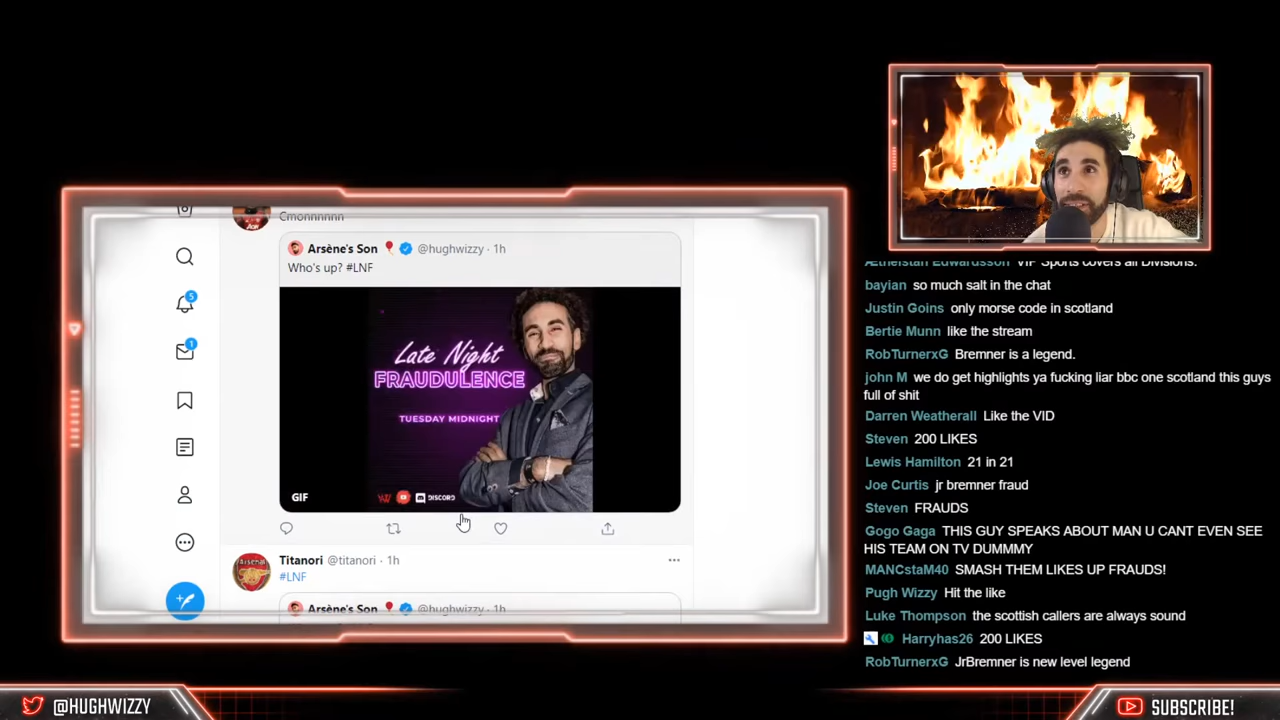 Cmonnnnnn
Arsène's Son @hughwizzy · 1h
Who's up? #LNF
Late Night
FRAUDULENCE
TUESDAY MIDNIGHT
DISCORD
GIF
5
1
Titanori @titanori · 1h
#LNF
Arsène's Son @hughwizzy · 1h
Æthelstan Edwardsson VIP Sports covers all Divisions.
bayian so much salt in the chat
Justin Goins only morse code in scotland
Bertie Munn like the stream
RobTurnerxG Bremner is a legend.
john M we do get highlights ya fucking liar bbc one scotland this guys
full of shit
Darren Weatherall Like the VID
Steven 200 LIKES
Lewis Hamilton 21 in 21
Joe Curtis jr bremner fraud
Steven FRAUDS
Gogo Gaga THIS GUY SPEAKS ABOUT MAN U CANT EVEN SEE
HIS TEAM ON TV DUMMMY
MANCstaM40 SMASH THEM LIKES UP FRAUDS!
Pugh Wizzy Hit the like
Luke Thompson the scottish callers are always sound
Harryhas26 200 LIKES
RobTurnerxG JrBremner is new level legend
@HUGHWIZZY
SUBSCRIBE!